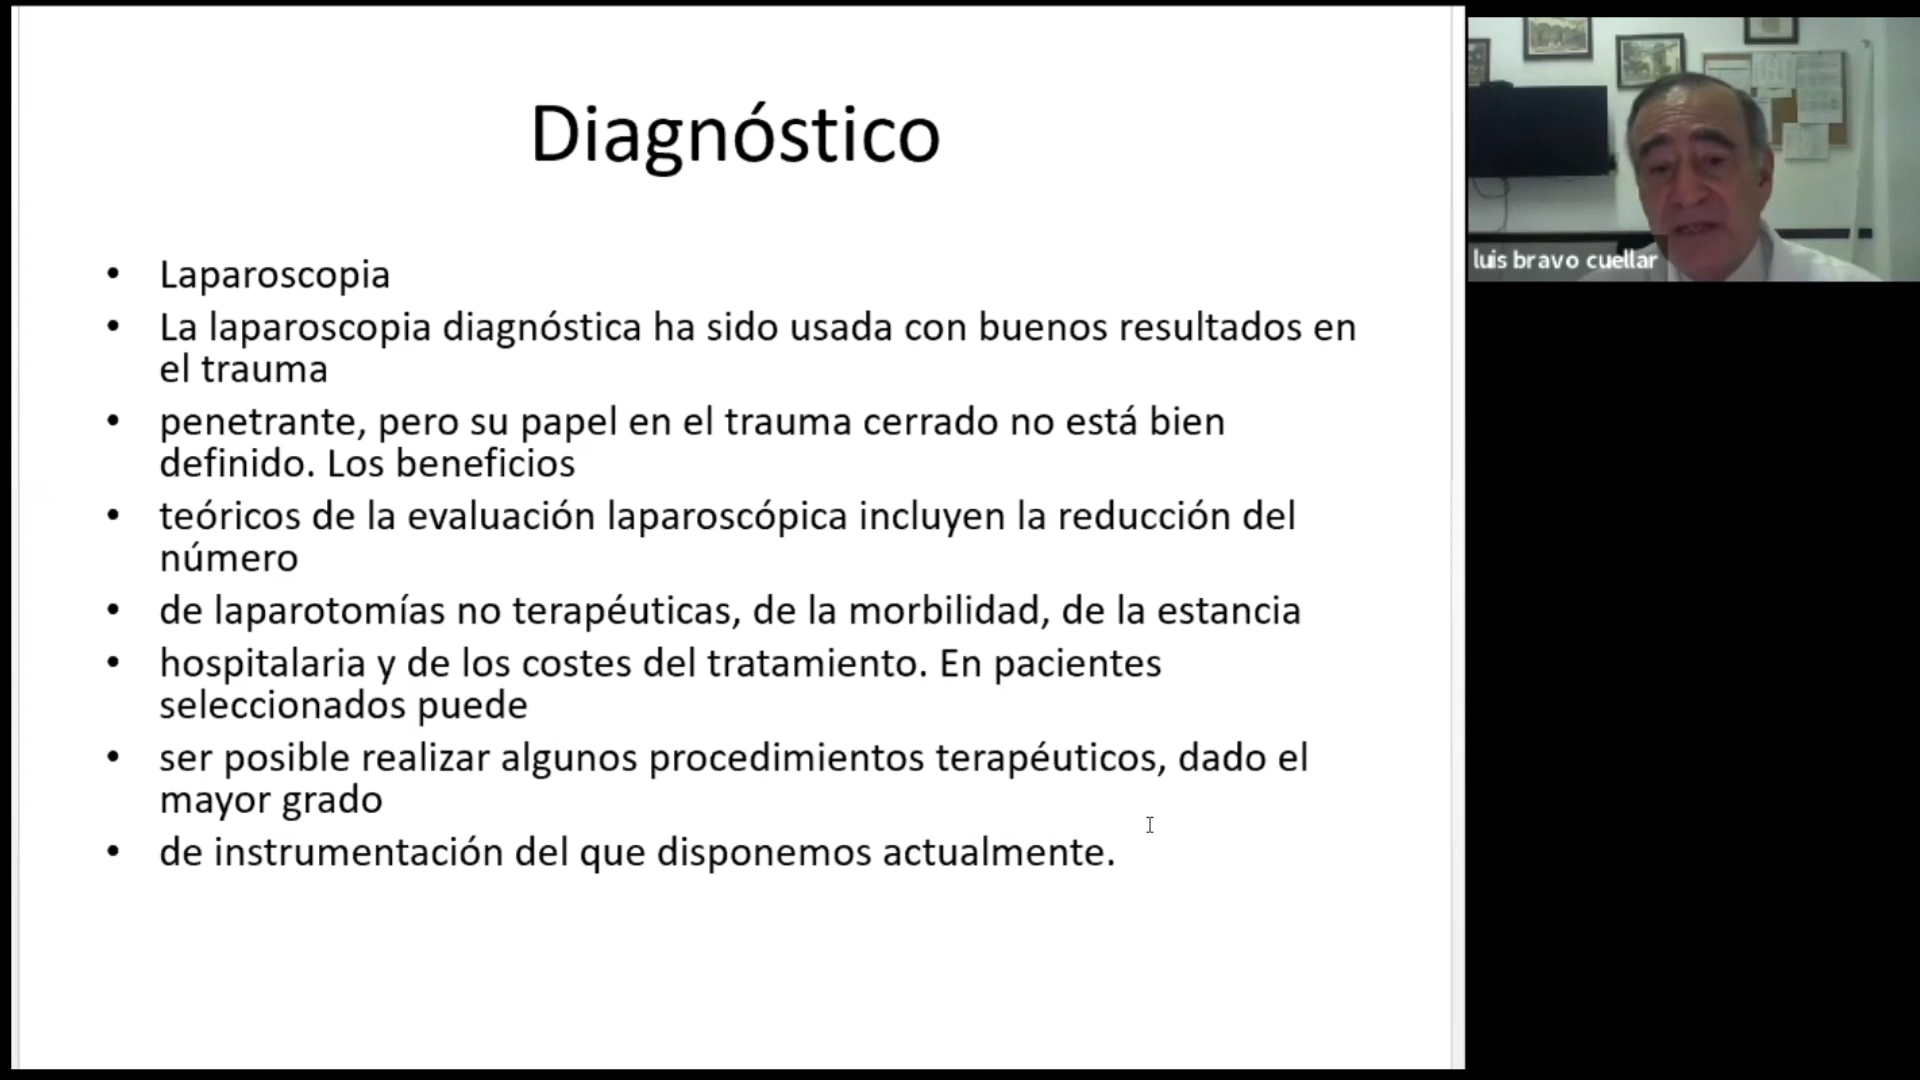 Diagnóstico
• Laparoscopia
• La laparoscopia diagnóstica ha sido usada con buenos resultados en
el trauma
• penetrante, pero su papel en el trauma cerrado no está bien
definido. Los beneficios
• teóricos de la evaluación laparoscópica incluyen la reducción del
número
• de laparotomías no terapéuticas, de la morbilidad, de la estancia
• hospitalaria y de los costes del tratamiento. En pacientes
seleccionados puede
• ser posible realizar algunos procedimientos terapéuticos, dado el
mayor grado
• de instrumentación del que disponemos actualmente.
luis bravo cuellar